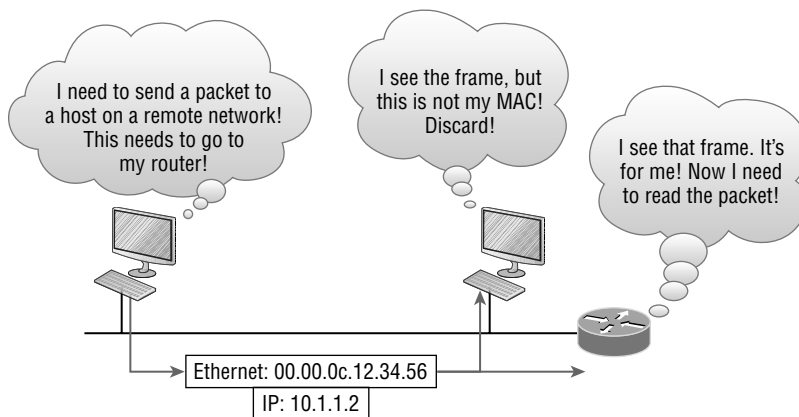 I need to send a packet to
a host on a remote network!
This needs to go to
my router!
I see the frame, but
this is not my MAC!
Discard!
I see that frame. It's
for me! Now I need
to read the packet!
Ethernet: 00.00.0c.12.34.56
IP: 10.1.1.2